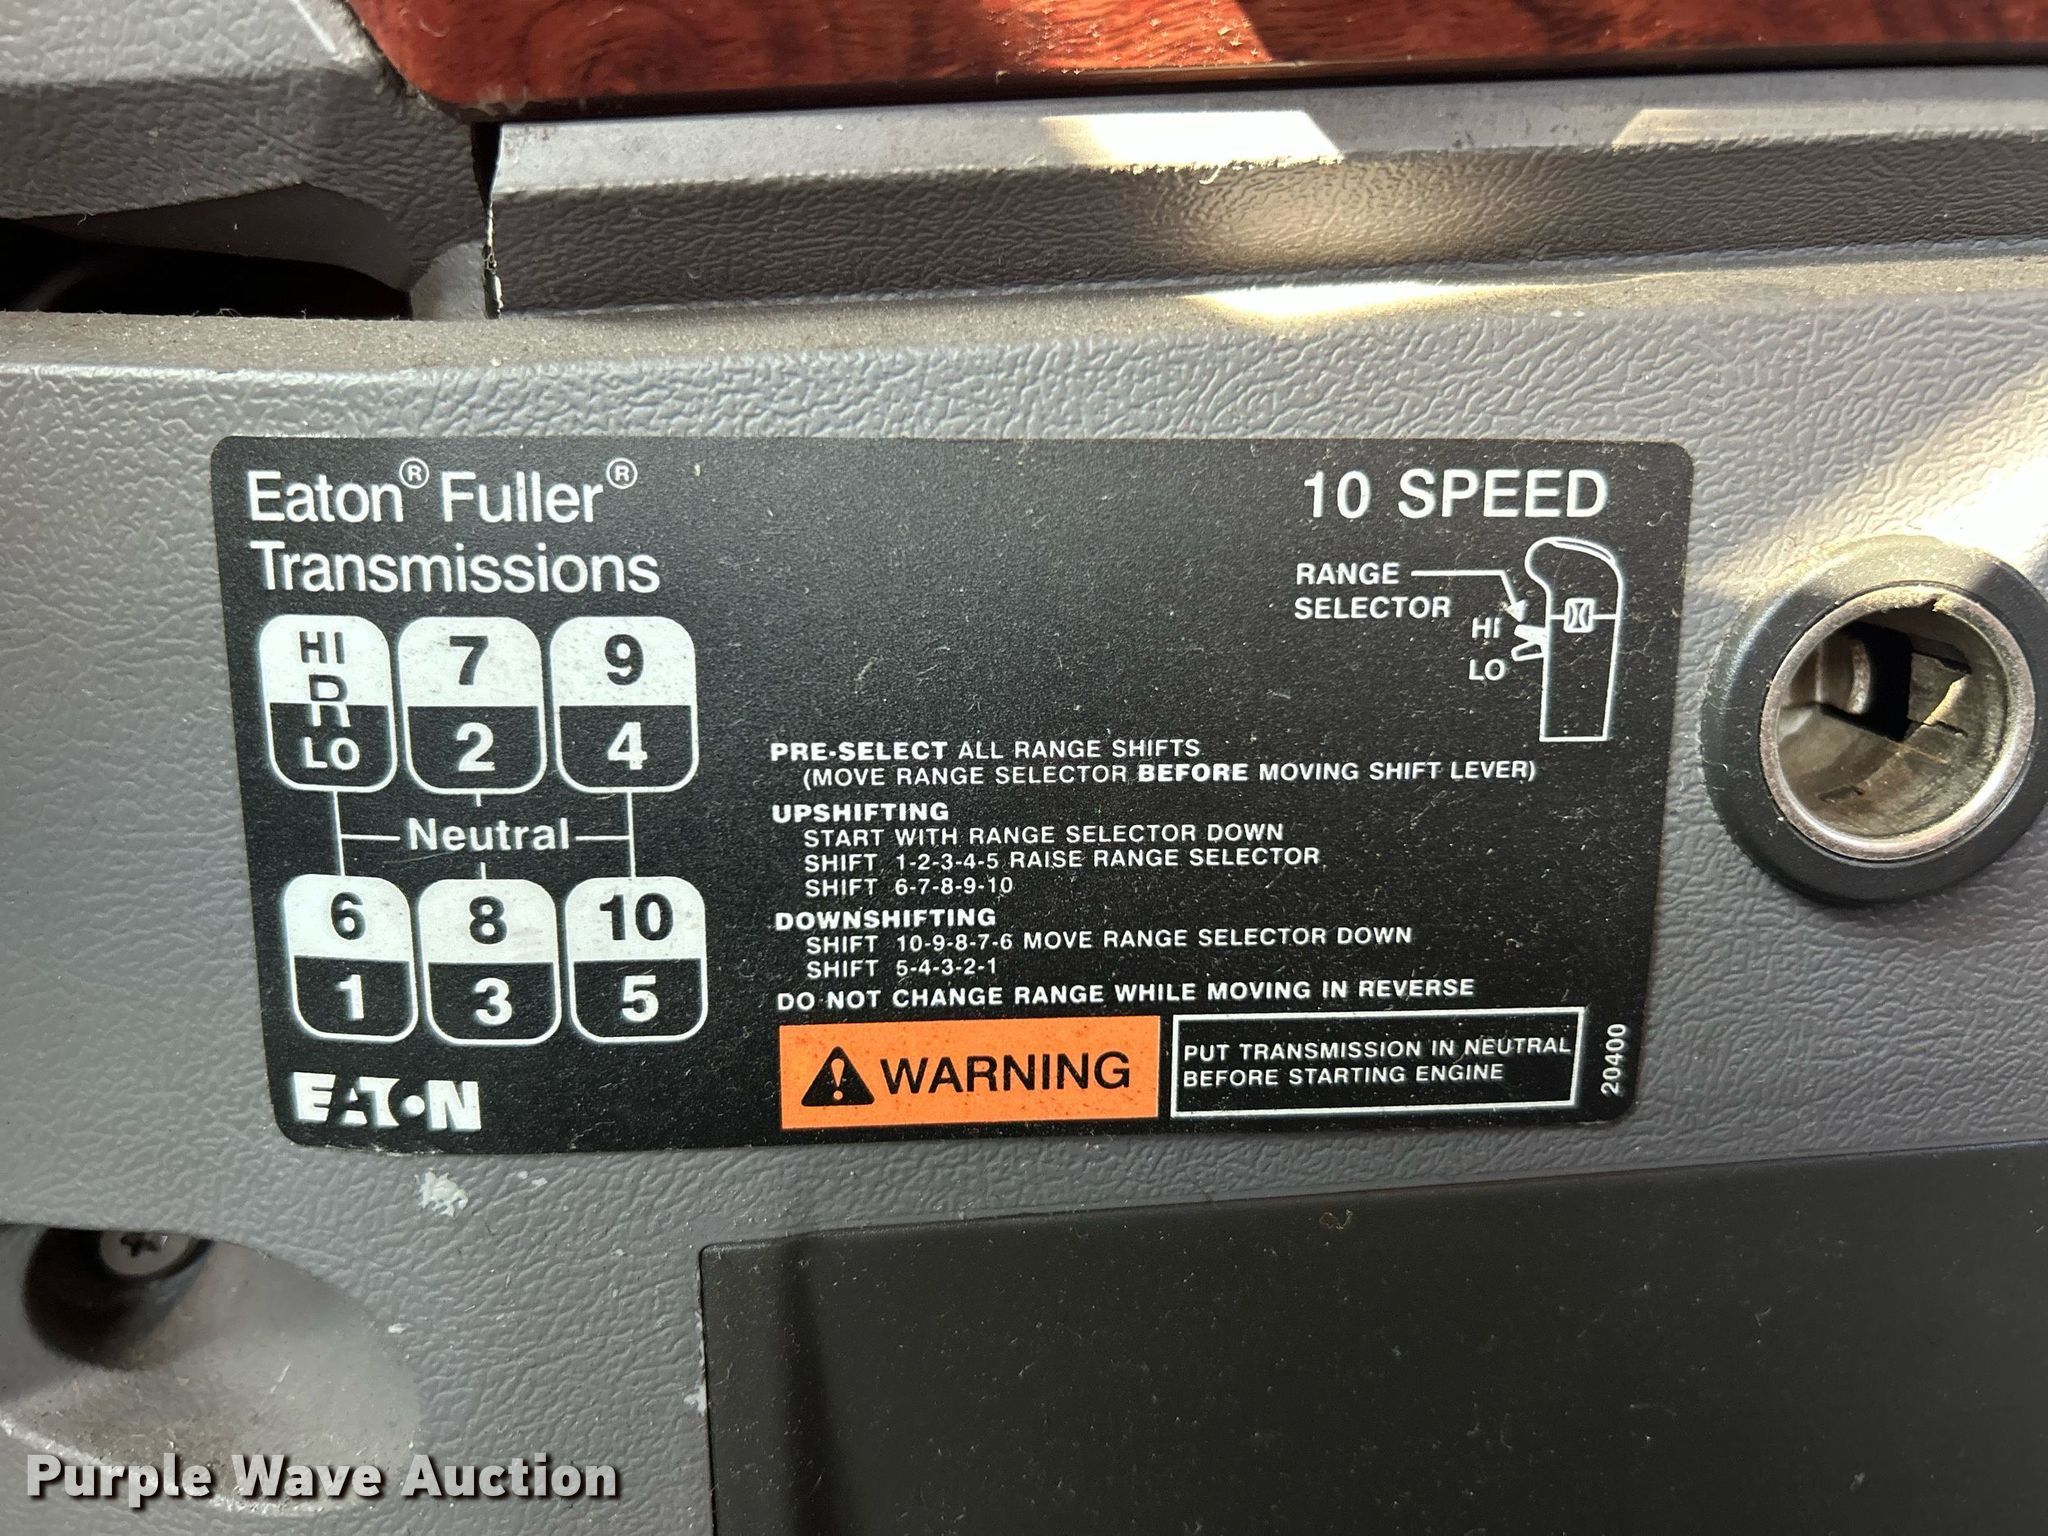 Eaton® Fuller®
Transmissions
10 SPEED
RANGE
SELECTOR
HI
LO
HI
R
LO
7
2
9
4
Neutral
6
1
8
3
10
5
PRE-SELECT ALL RANGE SHIFTS
(MOVE RANGE SELECTOR BEFORE MOVING SHIFT LEVER)
UPSHIFTING
START WITH RANGE SELECTOR DOWN
SHIFT 1-2-3-4-5 RAISE RANGE SELECTOR
SHIFT 6-7-8-9-10
DOWNSHIFTING
SHIFT 10-9-8-7-6 MOVE RANGE SELECTOR DOWN
SHIFT 5-4-3-2-1
DO NOT CHANGE RANGE WHILE MOVING IN REVERSE
WARNING
PUT TRANSMISSION IN NEUTRAL
BEFORE STARTING ENGINE
20400
EATON
Purple Wave Auction